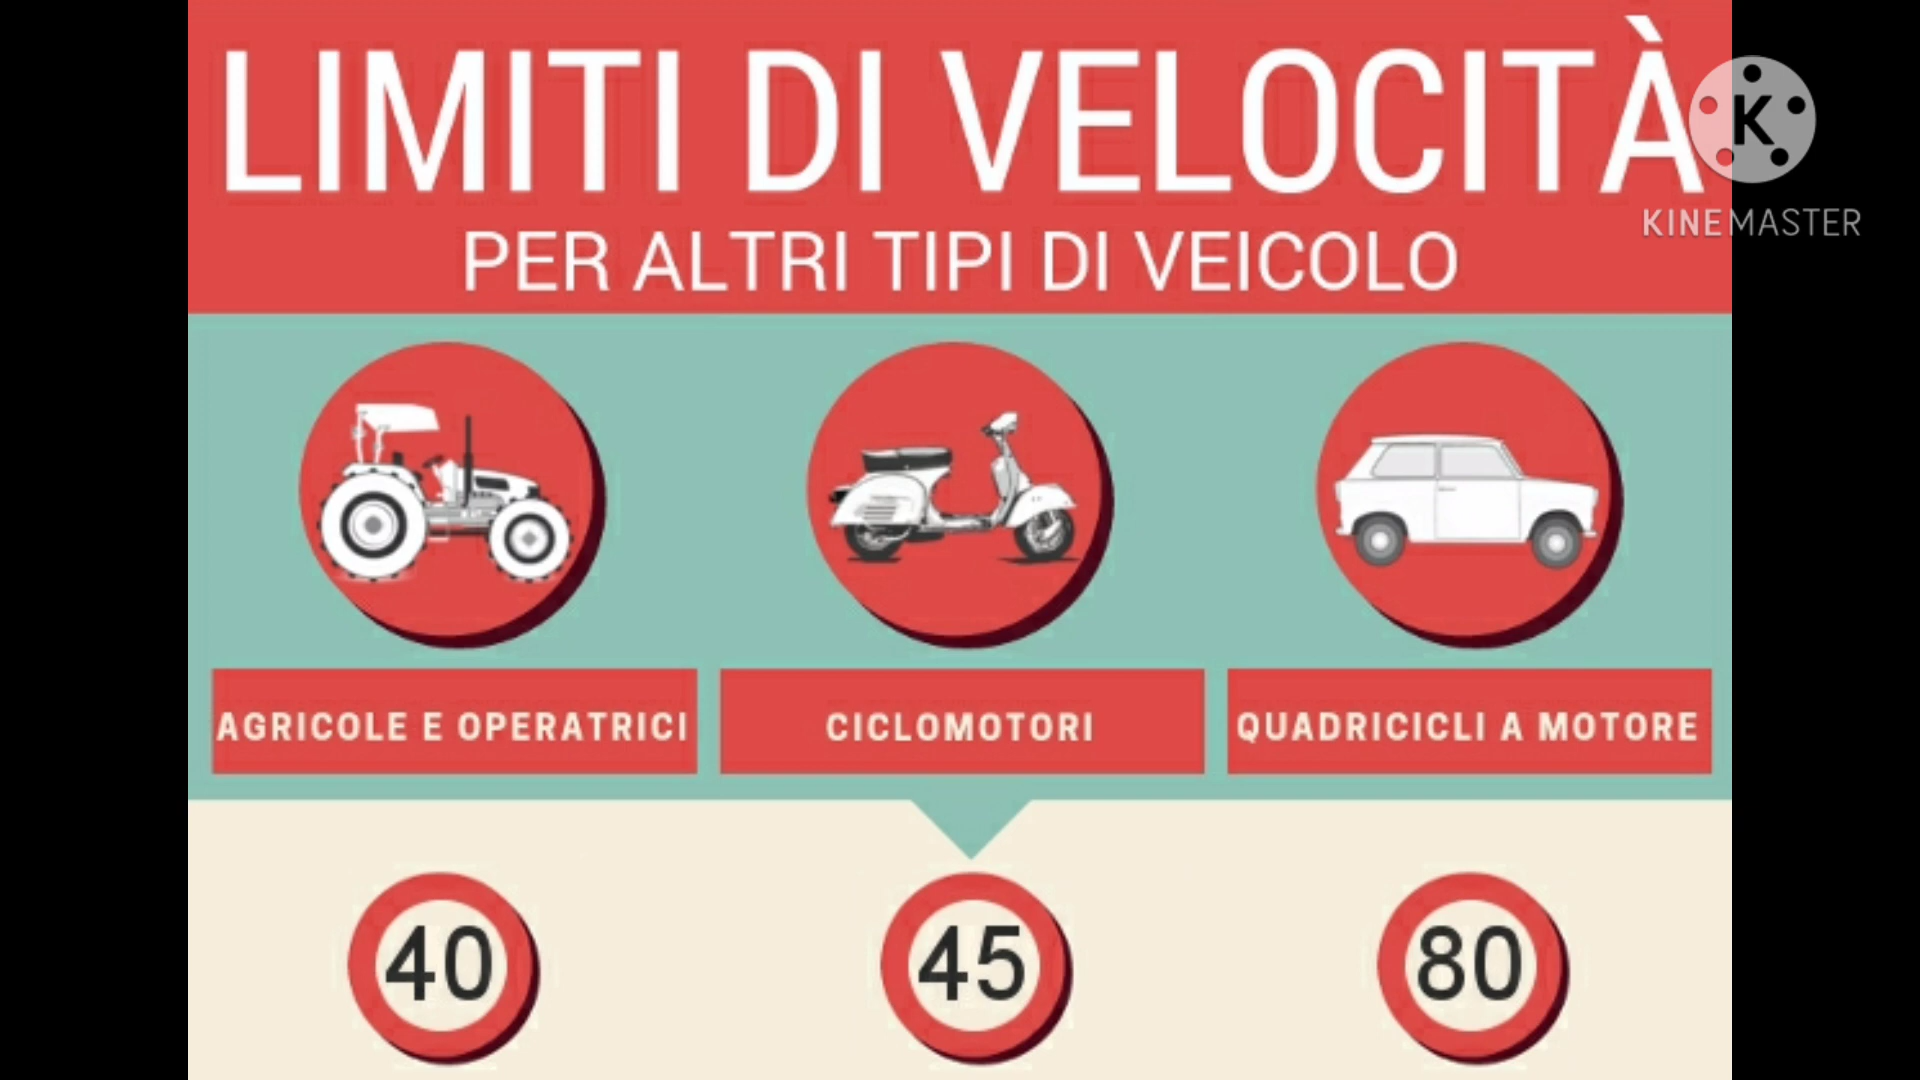 LIMITI DI VELOCITÀ
K
KINEMASTER
PER ALTRI TIPI DI VEICOLO
AGRICOLE E OPERATRICI
CICLOMOTORI
QUADRICICLI A MOTORE
40
45
80